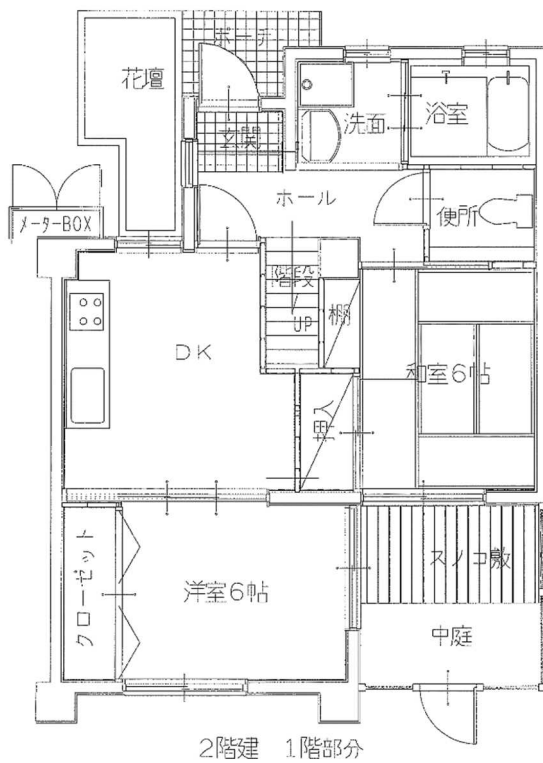 ポーチ
花壇
玄関
洗面
浴室
ホール
便所
メーターBOX
階段
UP
棚
DK
和室6帖
押入
クローゼット
洋室6帖
スノコ敷
中庭
2階建 1階部分